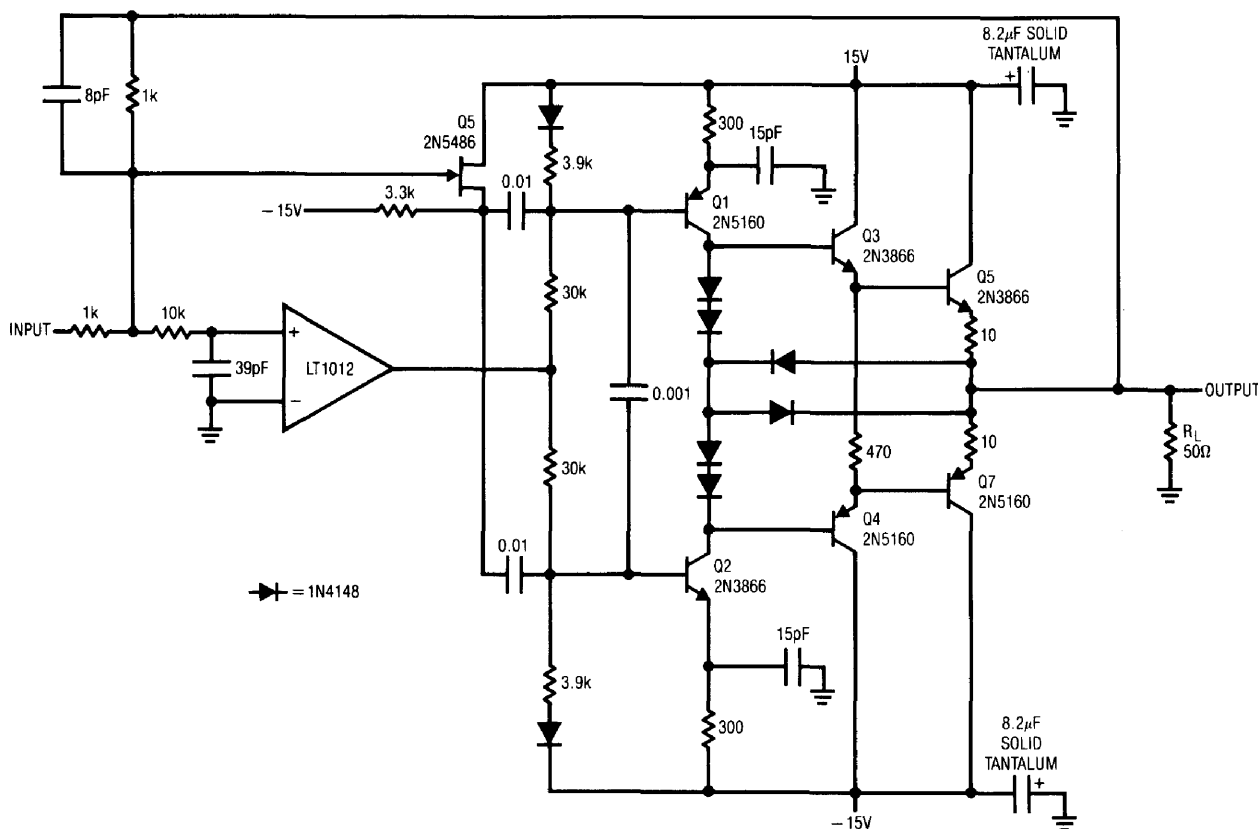 8.2μF SOLID
TANTALUM
+
15V
8pF
1k
Q5
2N5486
300
15pF
3.9k
3.3k
0.01
−15V
Q1
2N5160
Q3
2N3866
Q5
2N3866
30k
10
INPUT
1k
10k
+
LT1012
−
39pF
0.001
OUTPUT
RL
50Ω
10
470
30k
Q7
2N5160
Q4
2N5160
0.01
Q2
2N3866
= 1N4148
15pF
3.9k
300
8.2μF
SOLID
TANTALUM
+
−15V